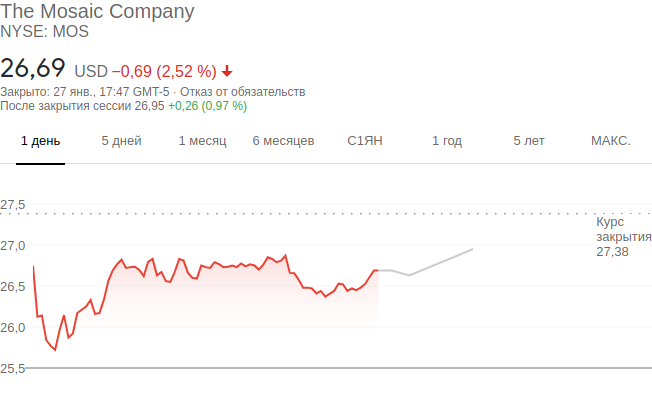 The Mosaic Company
NYSE: MOS
26,69 USD −0,69 (2,52 %)
Закрыто: 27 янв., 17:47 GMT-5 · Отказ от обязательств
После закрытия сессии 26,95 +0,26 (0,97 %)
1 день 5 дней 1 месяц 6 месяцев С1ЯН 1 год 5 лет МАКС.
27,5
Курс
закрытия
27,38
27,0
26,5
26,0
25,5